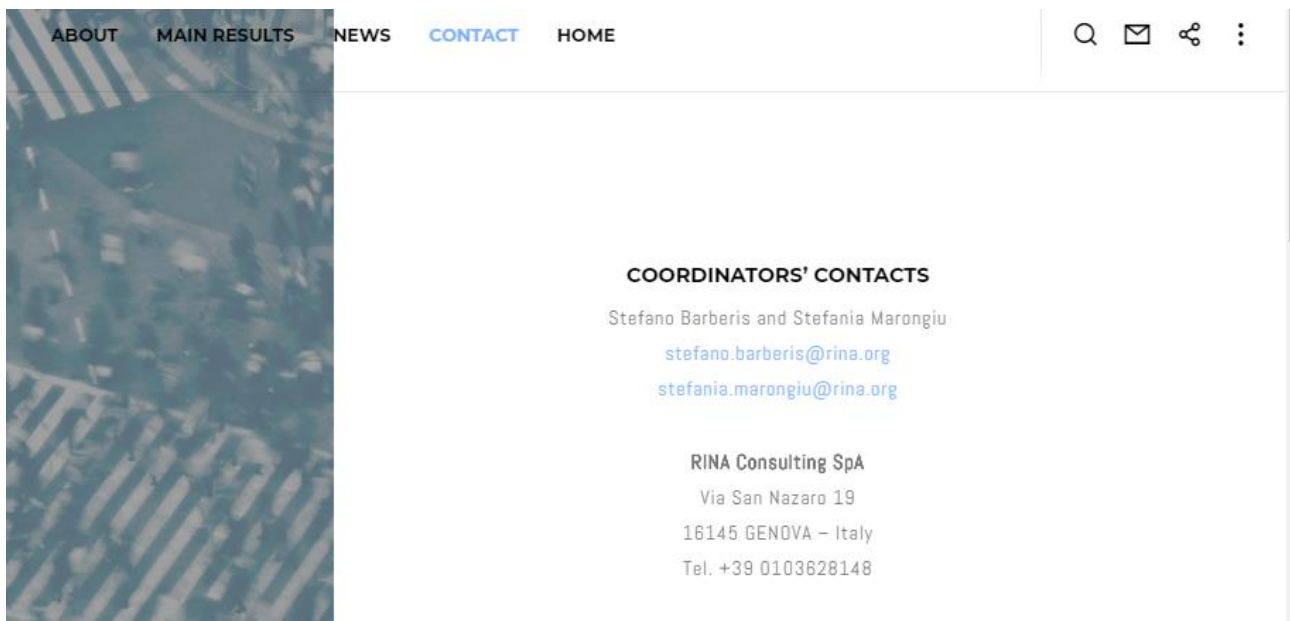 ABOUT MAIN RESULTS NEWS CONTACT HOME
COORDINATORS’ CONTACTS
Stefano Barberis and Stefania Marongiu
stefano.barberis@rina.org
stefania.marongiu@rina.org
RINA Consulting SpA
Via San Nazaro 19
16145 GENOVA – Italy
Tel. +39 0103628148